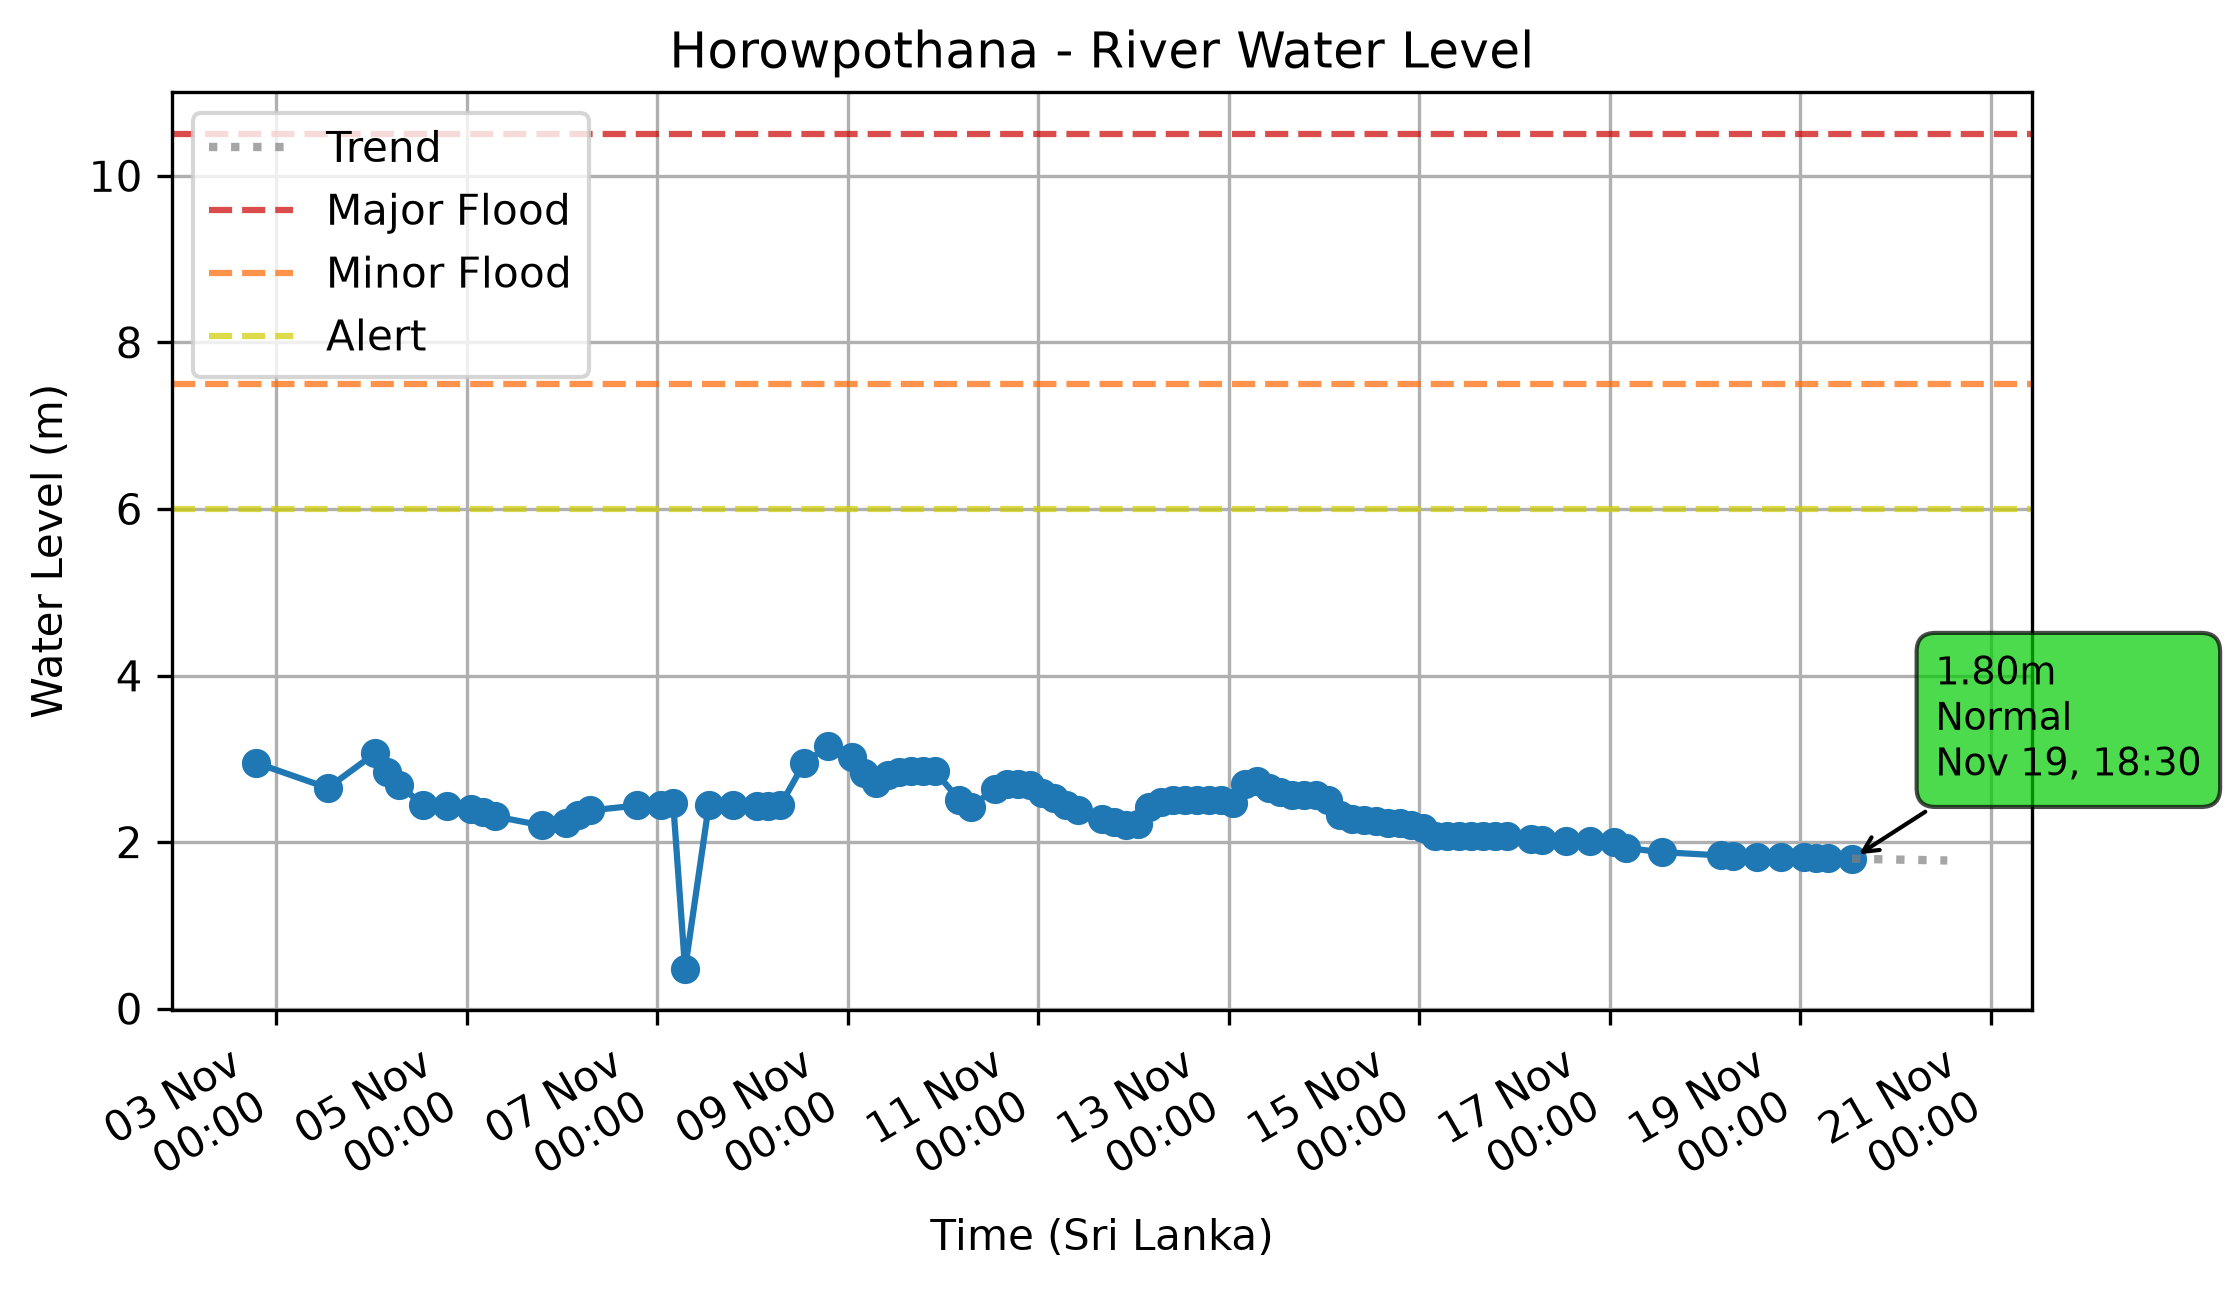 Horowpothana - River Water Level
Trend
Major Flood
Minor Flood
Alert
10
8
6
4
2
0
Water Level (m)
1.80m
Normal
Nov 19, 18:30
03 Nov
00:00
05 Nov
00:00
07 Nov
00:00
09 Nov
00:00
11 Nov
00:00
13 Nov
00:00
15 Nov
00:00
17 Nov
00:00
19 Nov
00:00
21 Nov
00:00
Time (Sri Lanka)